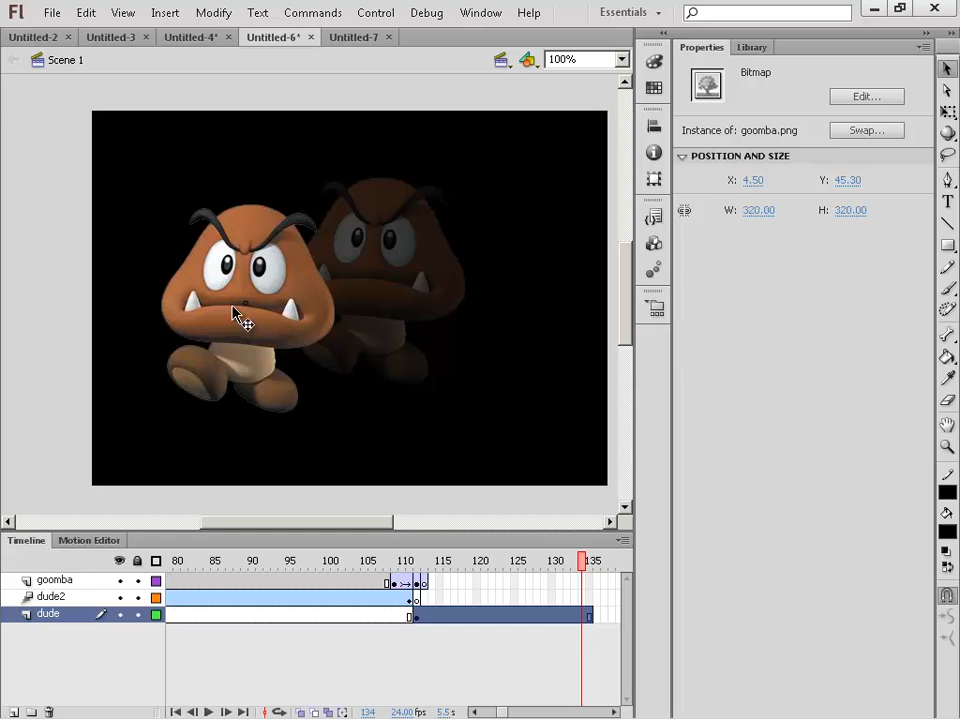 Fl File Edit View Insert Modify Text Commands Control Debug Window Help Essentials
Untitled-2 × Untitled-3 × Untitled-4* × Untitled-6* × Untitled-7 ×
Scene 1 100%
Properties Library
Bitmap
Edit...
Instance of: goomba.png Swap...
POSITION AND SIZE
X: 4.50 Y: 45.30
W: 320.00 H: 320.00
T
Timeline Motion Editor
80 85 90 95 100 105 110 115 120 125 130 135
goomba
dude2
dude
134 24.00fps 5.5s